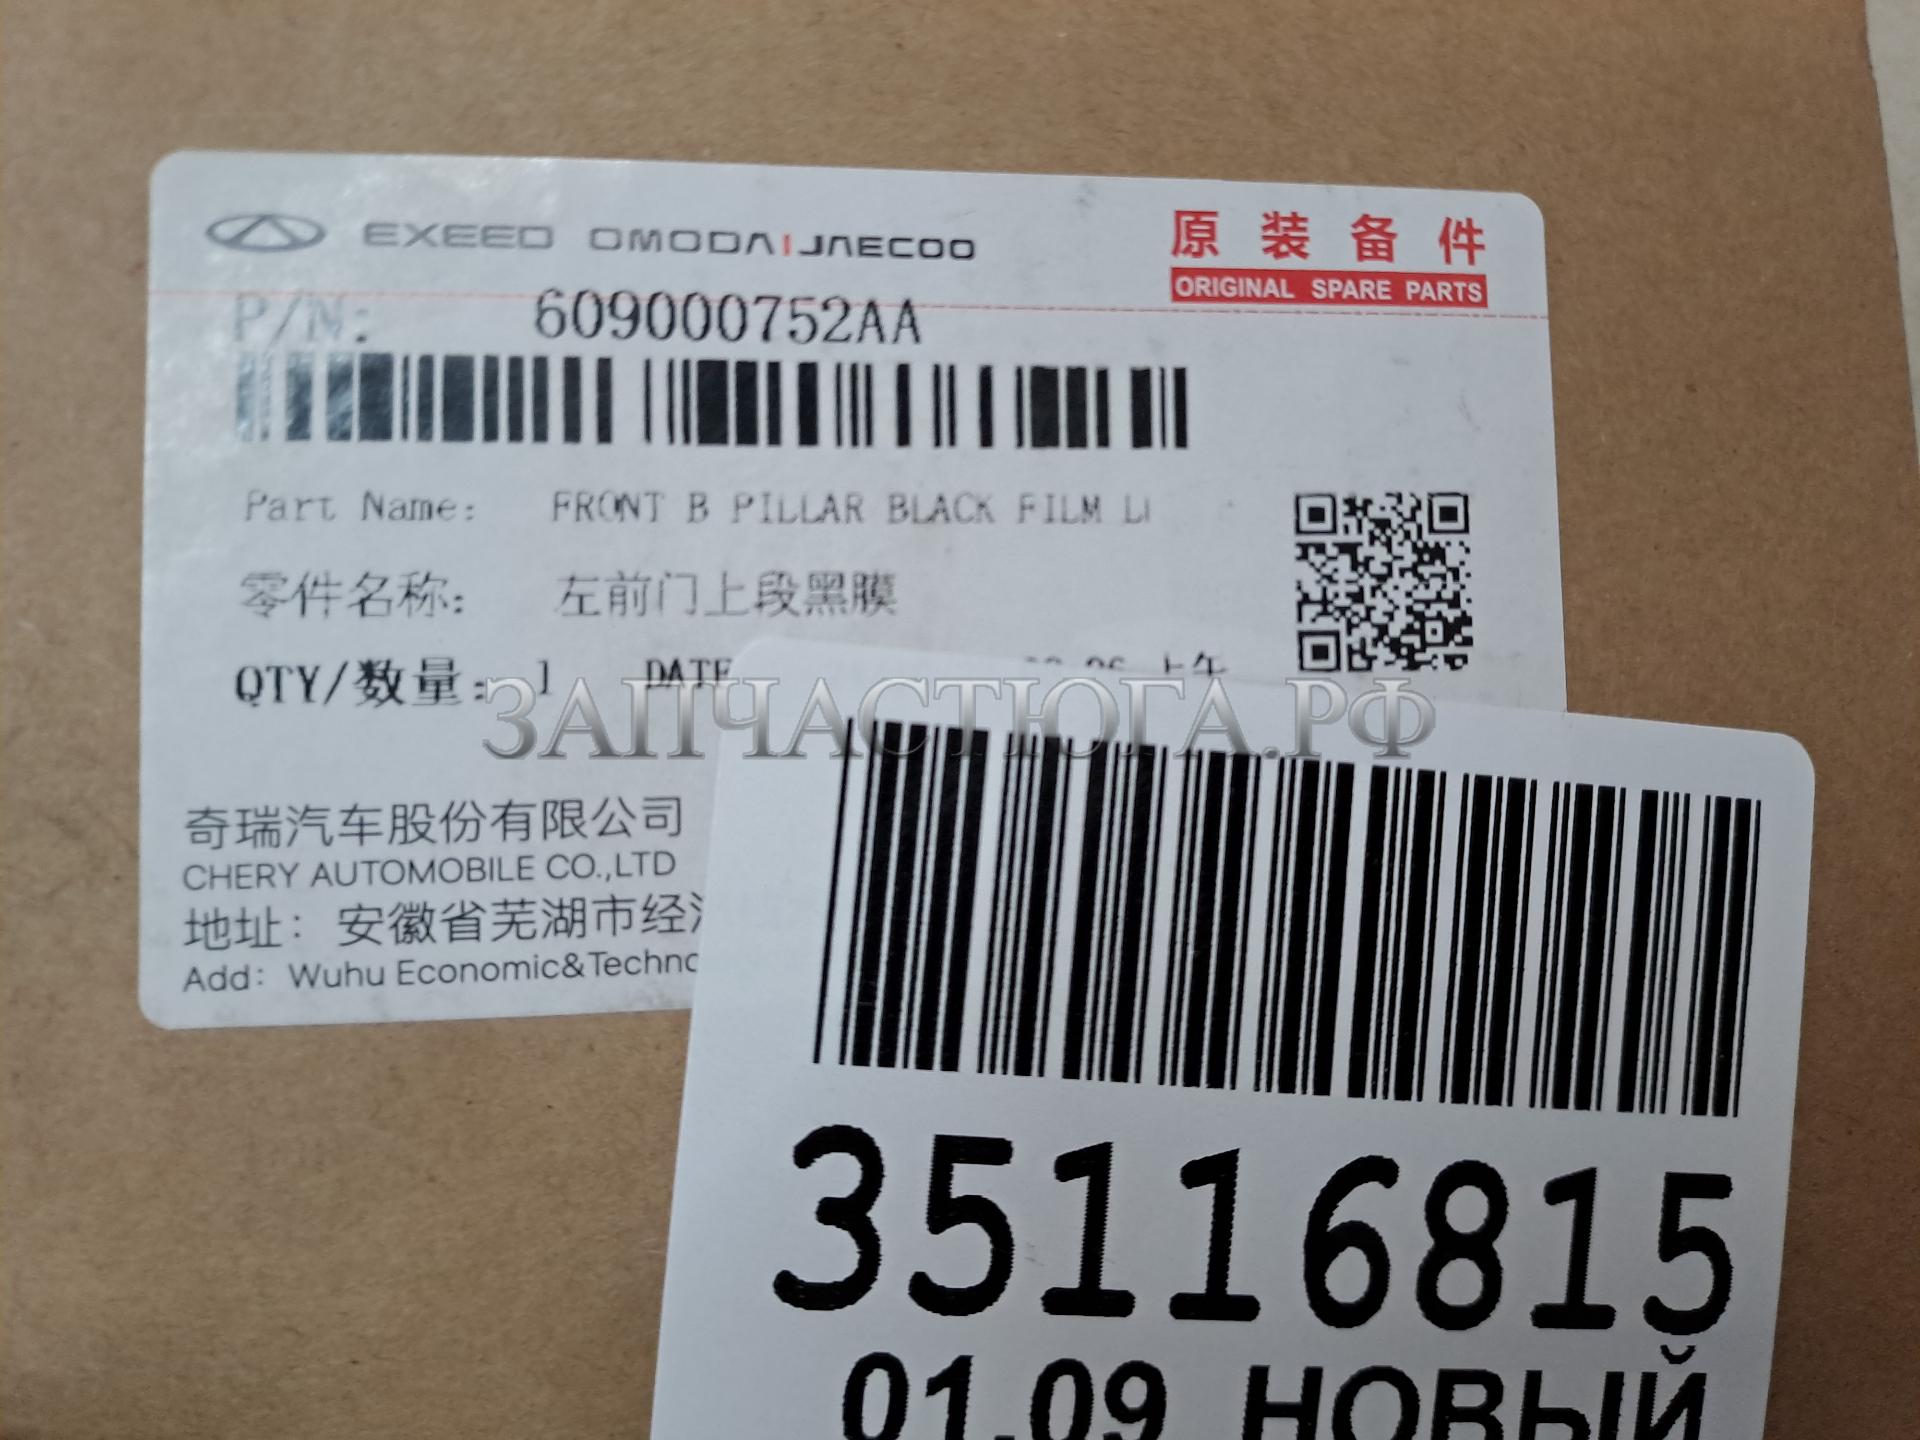 EXEED OMODA|JAECOO
原装备件
ORIGINAL SPARE PARTS
P/N: 609000752AA
Part Name: FRONT B PILLAR BLACK FILM
零件名称: 左前门上段黑膜
QTY/数量: 1 DATE 上午
ЗАПЧАСТЮГА.РФ
奇瑞汽车股份有限公司
CHERY AUTOMOBILE CO.,LTD
地址: 安徽省芜湖市经
Add: Wuhu Economic&Techno
35116815
01.09 НОВЫЙ